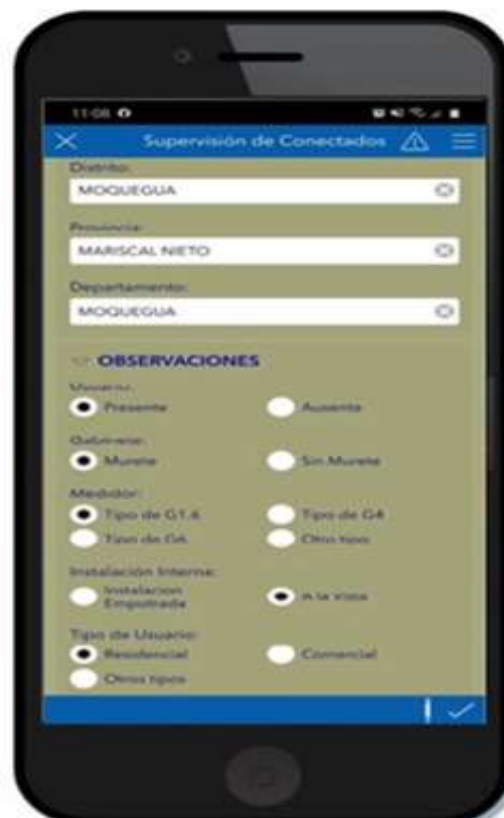 11:08
Supervisión de Conectados
Distrito:
MOQUEGUA
Provincia:
MARISCAL NIETO
Departamento:
MOQUEGUA
OBSERVACIONES
Usuario:
Presente Ausente
Gabinete:
Murete Sin Murete
Medidor:
Tipo de G1.6 Tipo de G4
Tipo de G6 Otro tipo
Instalación Interna:
Instalacion
Empotrada A la Vista
Tipo de Usuario:
Residencial Comercial
Otros tipos